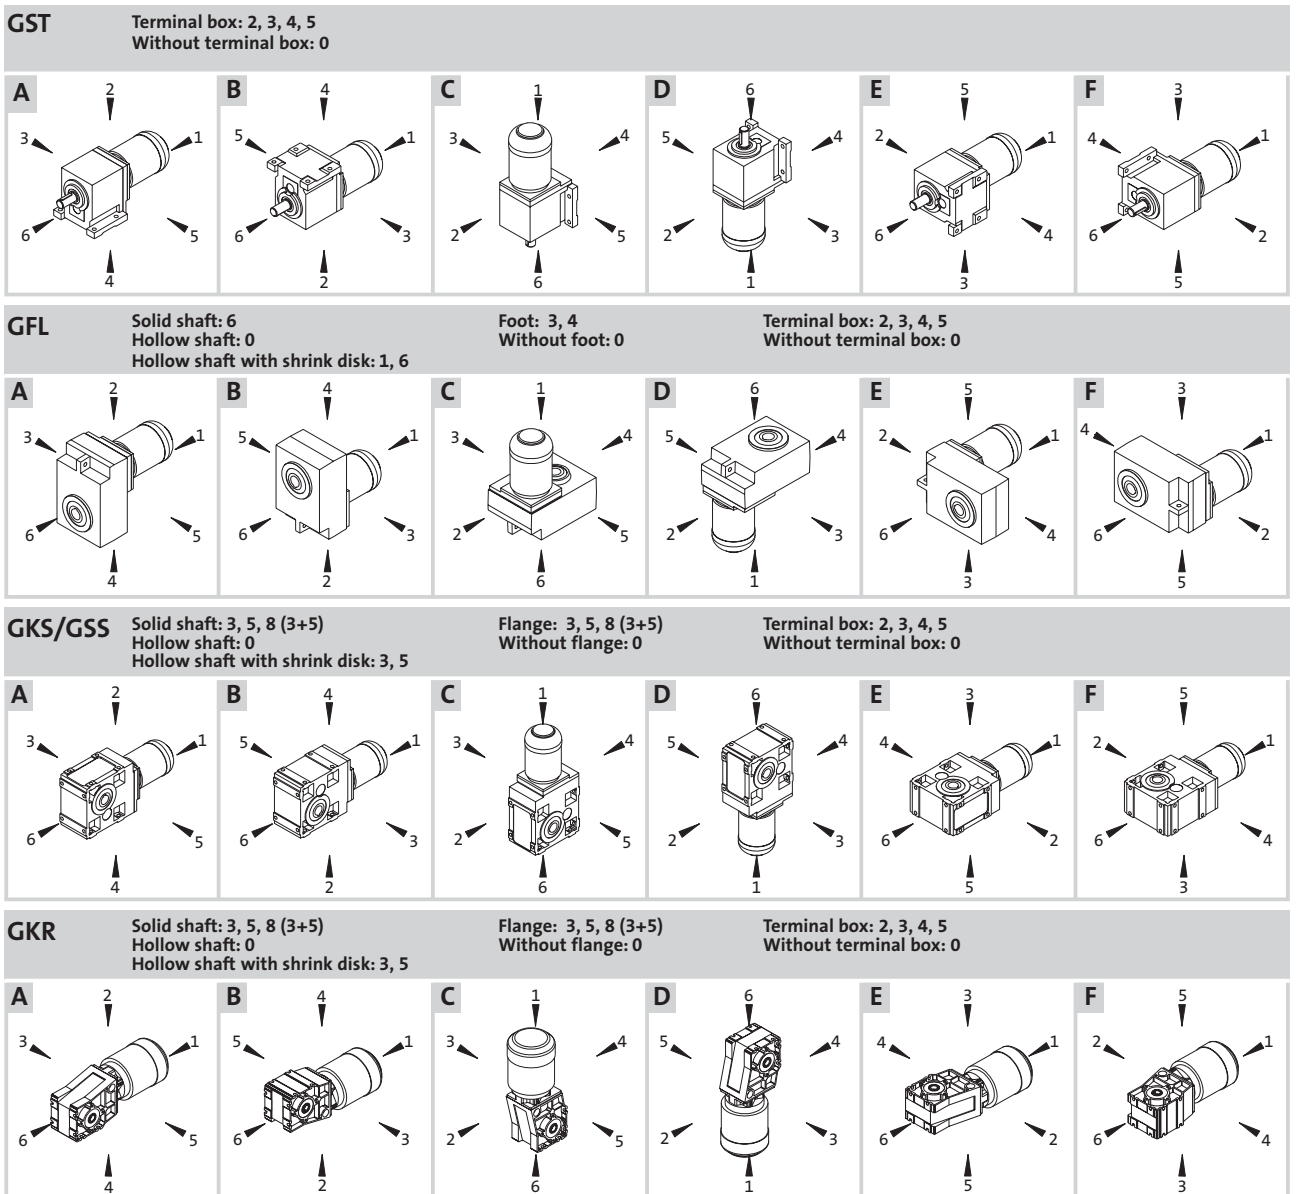 GST
Terminal box: 2, 3, 4, 5
Without terminal box: 0
A B C D E F
2 4 1 6 5 3
3 1 5 1 3 4 5 4 2 1 4 1
6 5 6 3 2 5 2 3 6 4 6 2
4 2 6 1 3 5
GFL
Solid shaft: 6 Foot: 3, 4 Terminal box: 2, 3, 4, 5
Hollow shaft: 0 Without foot: 0 Without terminal box: 0
Hollow shaft with shrink disk: 1, 6
A B C D E F
2 4 1 6 5 3
3 1 5 1 3 4 5 4 2 1 4 1
6 5 6 3 2 5 2 3 6 4 6 2
4 2 6 1 3 5
GKS/GSS
Solid shaft: 3, 5, 8 (3+5) Flange: 3, 5, 8 (3+5) Terminal box: 2, 3, 4, 5
Hollow shaft: 0 Without flange: 0 Without terminal box: 0
Hollow shaft with shrink disk: 3, 5
A B C D E F
2 4 1 6 3 5
3 1 5 1 3 4 5 4 4 1 2 1
6 5 6 3 2 5 2 3 6 2 6 4
4 2 6 1 5 3
GKR
Solid shaft: 3, 5, 8 (3+5) Flange: 3, 5, 8 (3+5) Terminal box: 2, 3, 4, 5
Hollow shaft: 0 Without flange: 0 Without terminal box: 0
Hollow shaft with shrink disk: 3, 5
A B C D E F
2 4 1 6 3 5
3 1 5 1 3 4 5 4 4 1 2 1
6 5 6 3 2 5 2 3 6 2 6 4
4 2 6 1 5 3